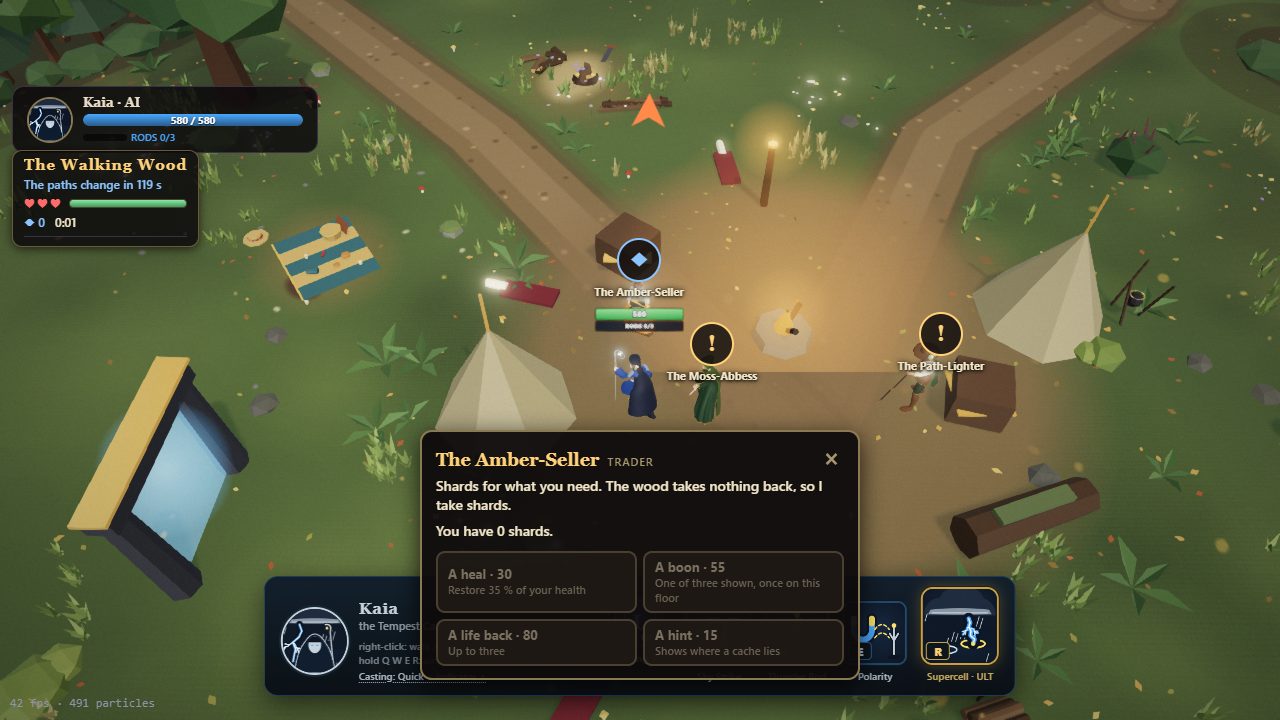 Kaia · AI
580 / 580
RODS 0/3
The Walking Wood
The paths change in 119 s
0 0:01
The Amber-Seller
580
RODS 0/3
!
The Moss-Abbess
!
The Path-Lighter
The Amber-Seller TRADER ✕
Shards for what you need. The wood takes nothing back, so I
take shards.
You have 0 shards.
A heal · 30
Restore 35 % of your health
A boon · 55
One of three shown, once on this
floor
A life back · 80
Up to three
A hint · 15
Shows where a cache lies
Kaia
the Tempest
right-click:
hold Q W E R
Casting: Quick
E
Polarity
R
Supercell · ULT
42 fps · 491 particles